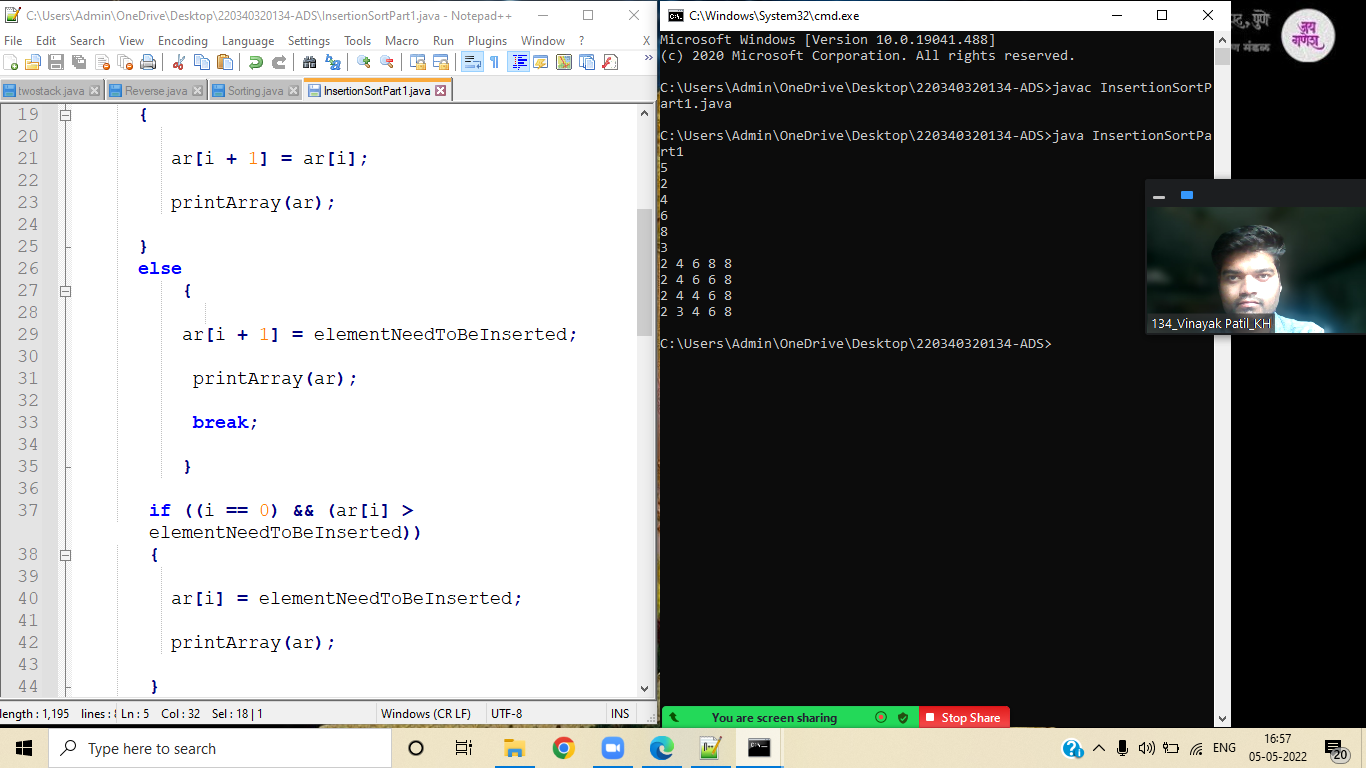 C:\Users\Admin\OneDrive\Desktop\220340320134-ADS\InsertionSortPart1.java - Notepad++
File Edit Search View Encoding Language Settings Tools Macro Run Plugins Window ? X
twostack.java Reverse.java Sorting.java InsertionSortPart1.java
19 {
20
21 ar[i + 1] = ar[i];
22
23 printArray(ar);
24
25 }
26 else
27 {
28
29 ar[i + 1] = elementNeedToBeInserted;
30
31 printArray(ar);
32
33 break;
34
35 }
36
37 if ((i == 0) && (ar[i] >
elementNeedToBeInserted))
38 {
39
40 ar[i] = elementNeedToBeInserted;
41
42 printArray(ar);
43
44 }
length : 1,195 lines : Ln : 5 Col : 32 Sel : 18 | 1 Windows (CR LF) UTF-8 INS
C:\Windows\System32\cmd.exe
Microsoft Windows [Version 10.0.19041.488]
(c) 2020 Microsoft Corporation. All rights reserved.
C:\Users\Admin\OneDrive\Desktop\220340320134-ADS>javac InsertionSortP
art1.java
C:\Users\Admin\OneDrive\Desktop\220340320134-ADS>java InsertionSortPa
rt1
5
2
4
6
8
3
2 4 6 8 8
2 4 6 6 8
2 4 4 6 8
2 3 4 6 8
C:\Users\Admin\OneDrive\Desktop\220340320134-ADS>
पुणे
मंडळ
जय
गणेश
134_Vinayak Patil_KH
You are screen sharing Stop Share
Type here to search
ENG
16:57
05-05-2022
20